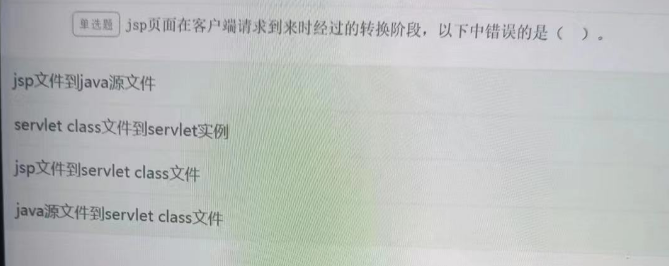 单选题 jsp页面在客户端请求到来时经过的转换阶段，以下中错误的是（ ）。
jsp文件到java源文件
servlet class文件到servlet实例
jsp文件到servlet class文件
java源文件到servlet class文件